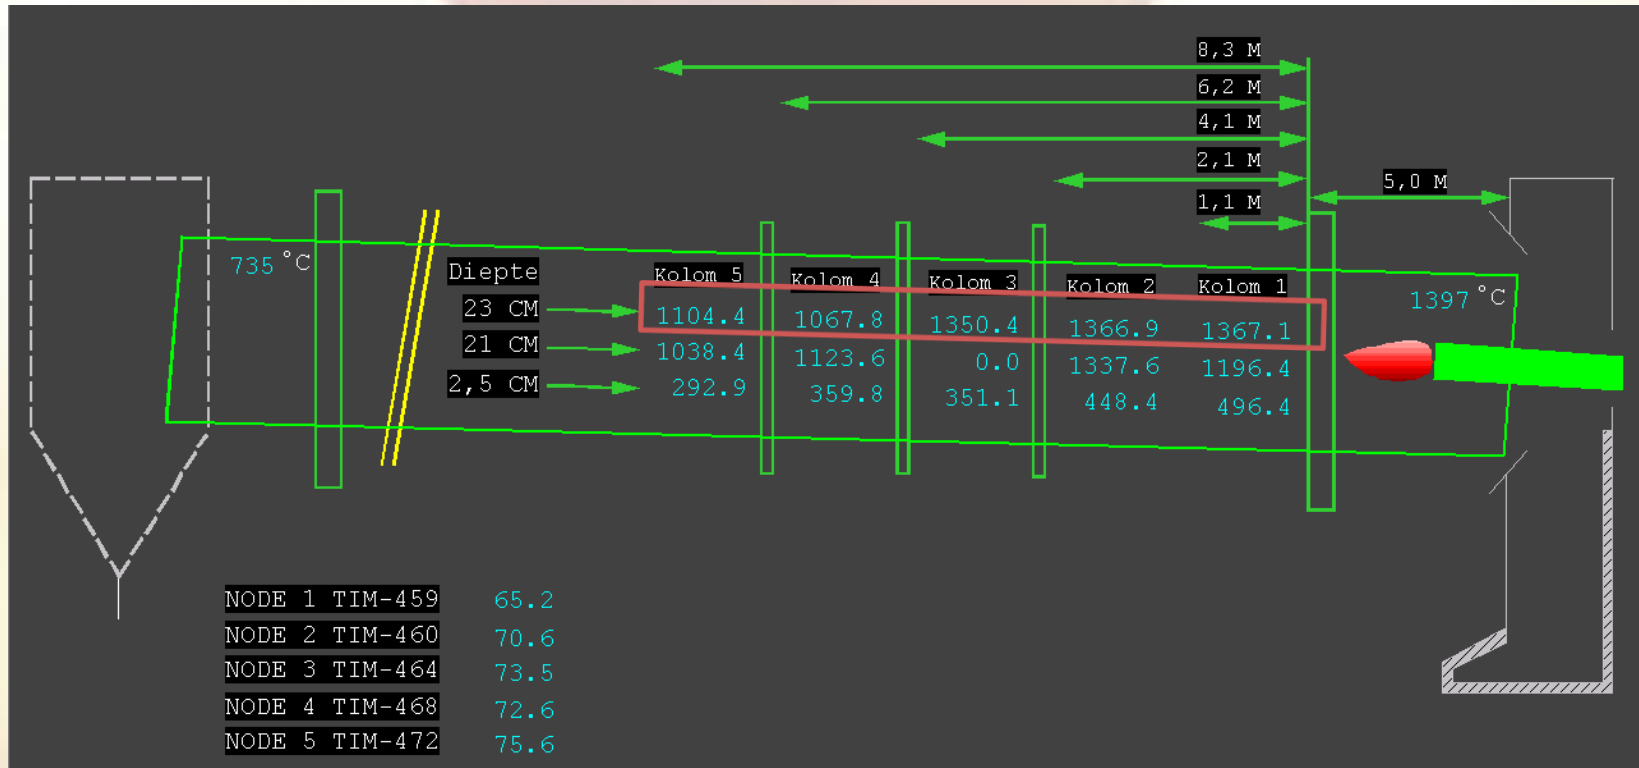 8,3 M
6,2 M
4,1 M
2,1 M
1,1 M
5,0 M
735 °C
Diepte
Kolom 5 Kolom 4 Kolom 3 Kolom 2 Kolom 1
1397 °C
23 CM 1104.4 1067.8 1350.4 1366.9 1367.1
21 CM 1038.4 1123.6 0.0 1337.6 1196.4
2,5 CM 292.9 359.8 351.1 448.4 496.4
NODE 1 TIM-459 65.2
NODE 2 TIM-460 70.6
NODE 3 TIM-464 73.5
NODE 4 TIM-468 72.6
NODE 5 TIM-472 75.6